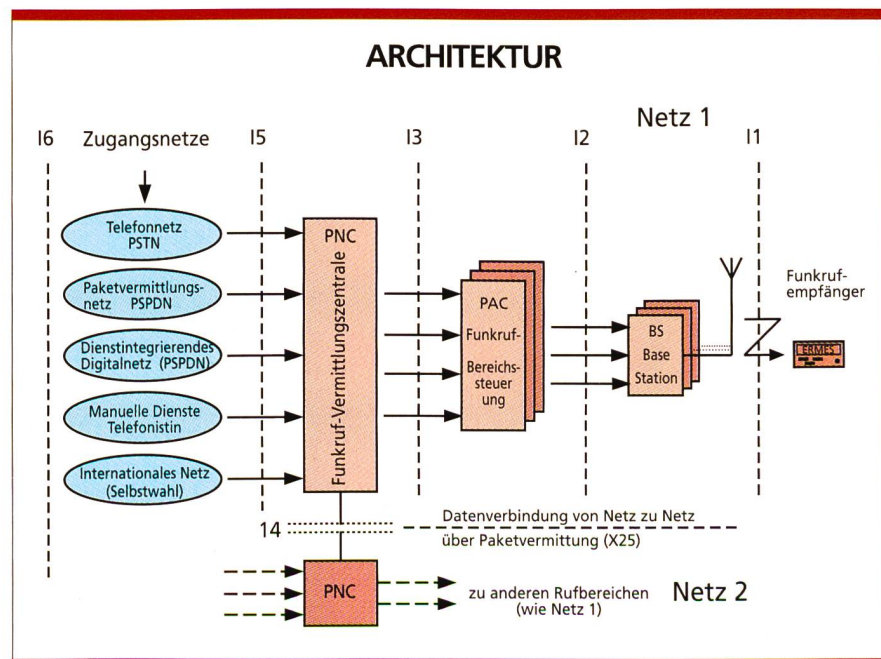 ARCHITEKTUR
Netz 1
I6
Zugangsnetze
I5
I3
I2
I1
Telefonnetz
PSTN
Paketvermittlungs-
netz PSPDN
Dienstintegrierendes
Digitalnetz (PSPDN)
Manuelle Dienste
Telefonistin
Internationales Netz
(Selbstwahl)
PNC
Funkruf-Vermittlungszentrale
PAC
Funkruf-
Bereichs-
steuer
ung
BS
Base
Station
Funkruf-
empfänger
ERMES
14
Datenverbindung von Netz zu Netz
über Paketvermittung (X25)
PNC
zu anderen Rufbereichen
(wie Netz 1)
Netz 2